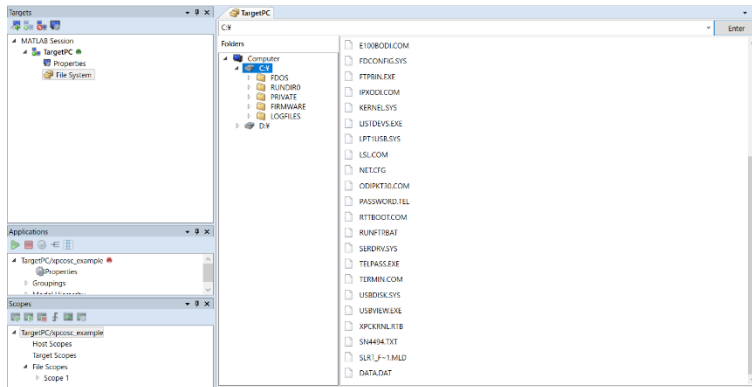 Targets
MATLAB Session
TargetPC
Properties
File System
Applications
TargetPC/xpcosc_example
Properties
Groupings
Model Hierarchy
Scopes
TargetPC/xpcosc_example
Host Scopes
Target Scopes
File Scopes
Scope 1
TargetPC
C:¥
Enter
Folders
Computer
C:¥
FDOS
RUNDIR0
PRIVATE
FIRMWARE
LOGFILES
D:¥
E100BODI.COM
FDCONFIG.SYS
FTPBIN.EXE
IPXODI.COM
KERNEL.SYS
LISTDEVS.EXE
LPT1USB.SYS
LSL.COM
NET.CFG
ODIPKT30.COM
PASSWORD.TEL
RTTBOOT.COM
RUNFTP.BAT
SERDRV.SYS
TELPASS.EXE
TERMIN.COM
USBDISK.SYS
USBVIEW.EXE
XPCKRNL.RTB
SN4494.TXT
SLRT_F~1.MLD
DATA.DAT